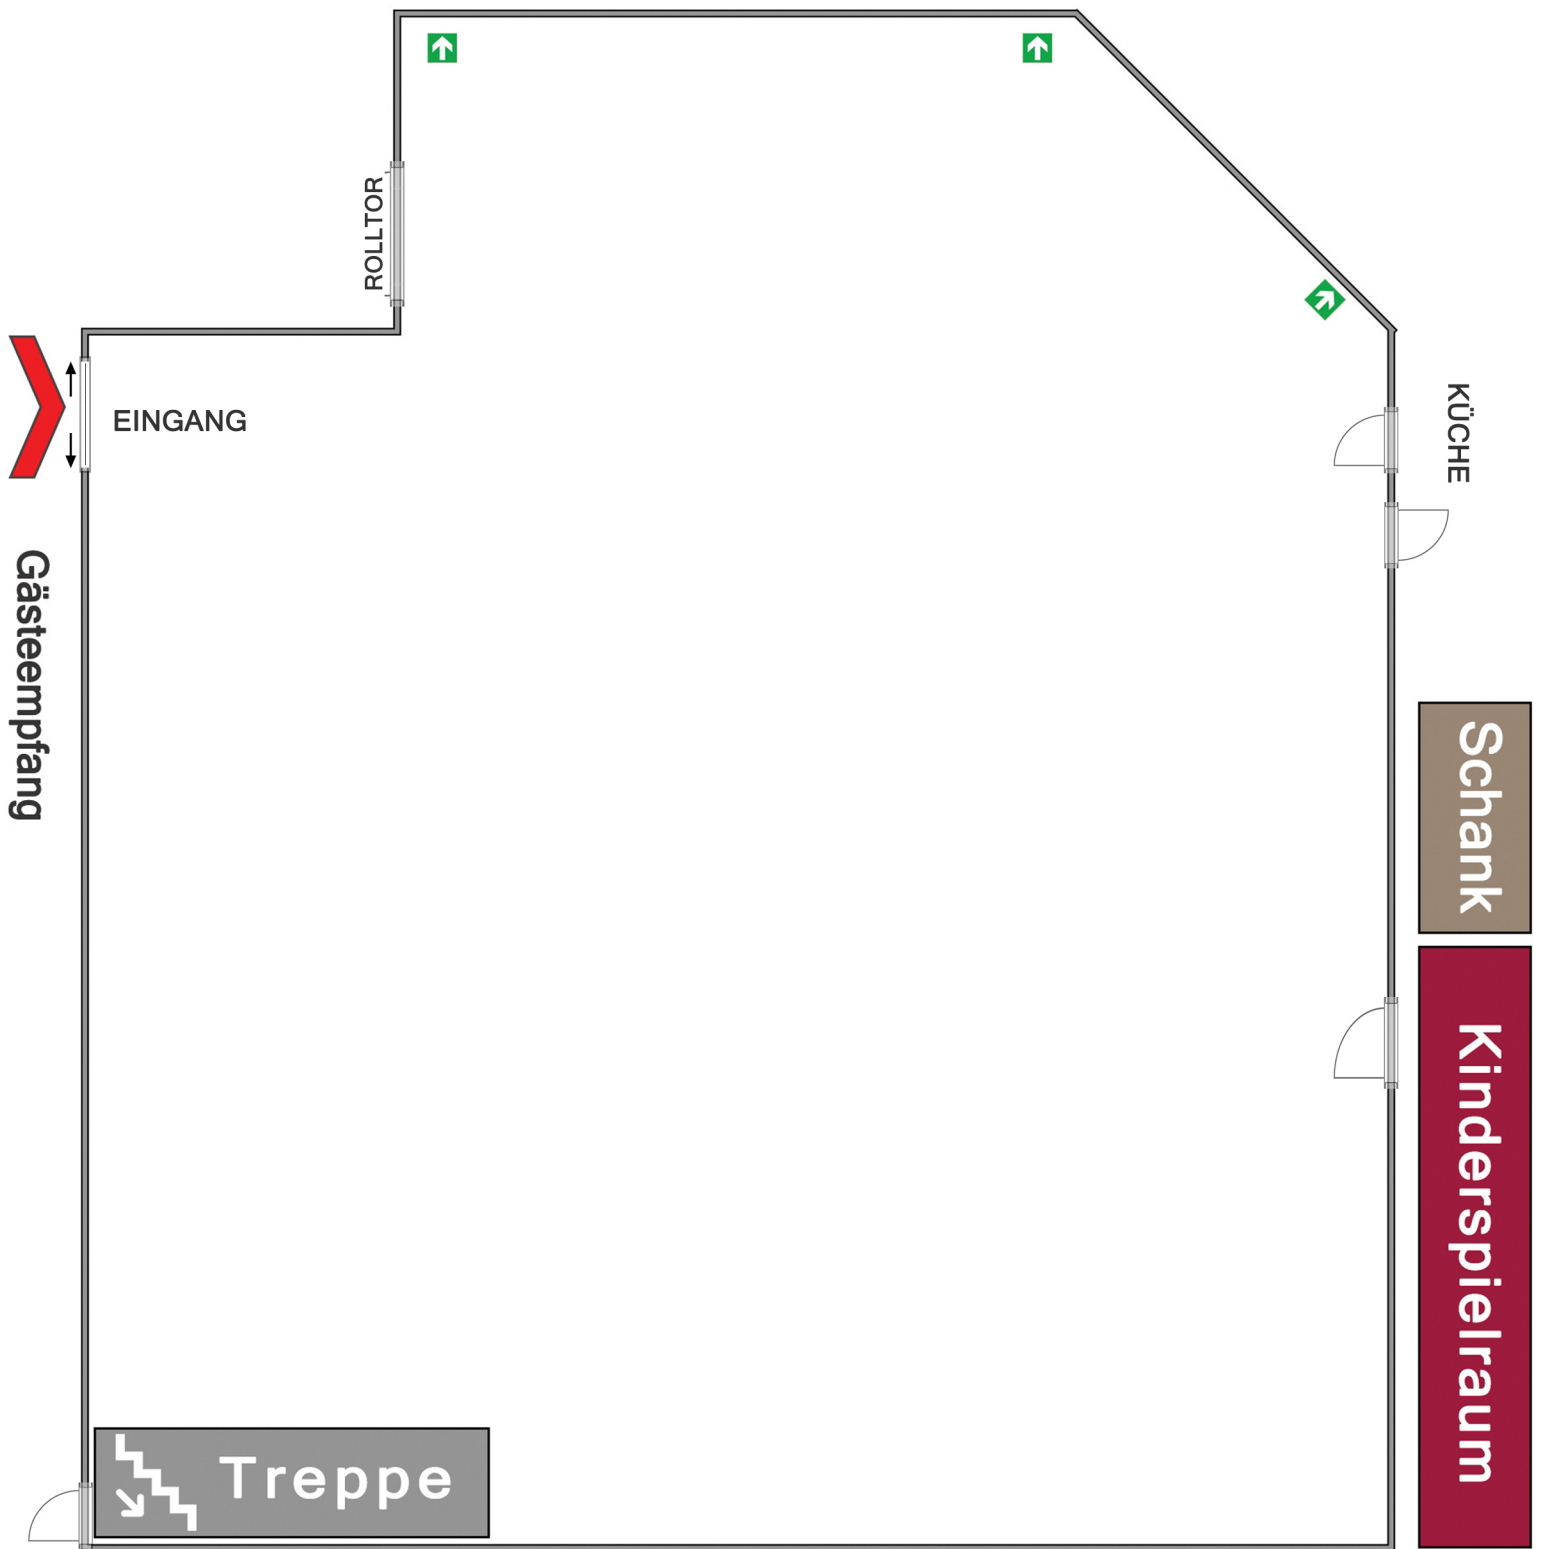 ROLLTOR
EINGANG
KÜCHE
Gästeempfang
Schank
Kinderspielraum
Treppe